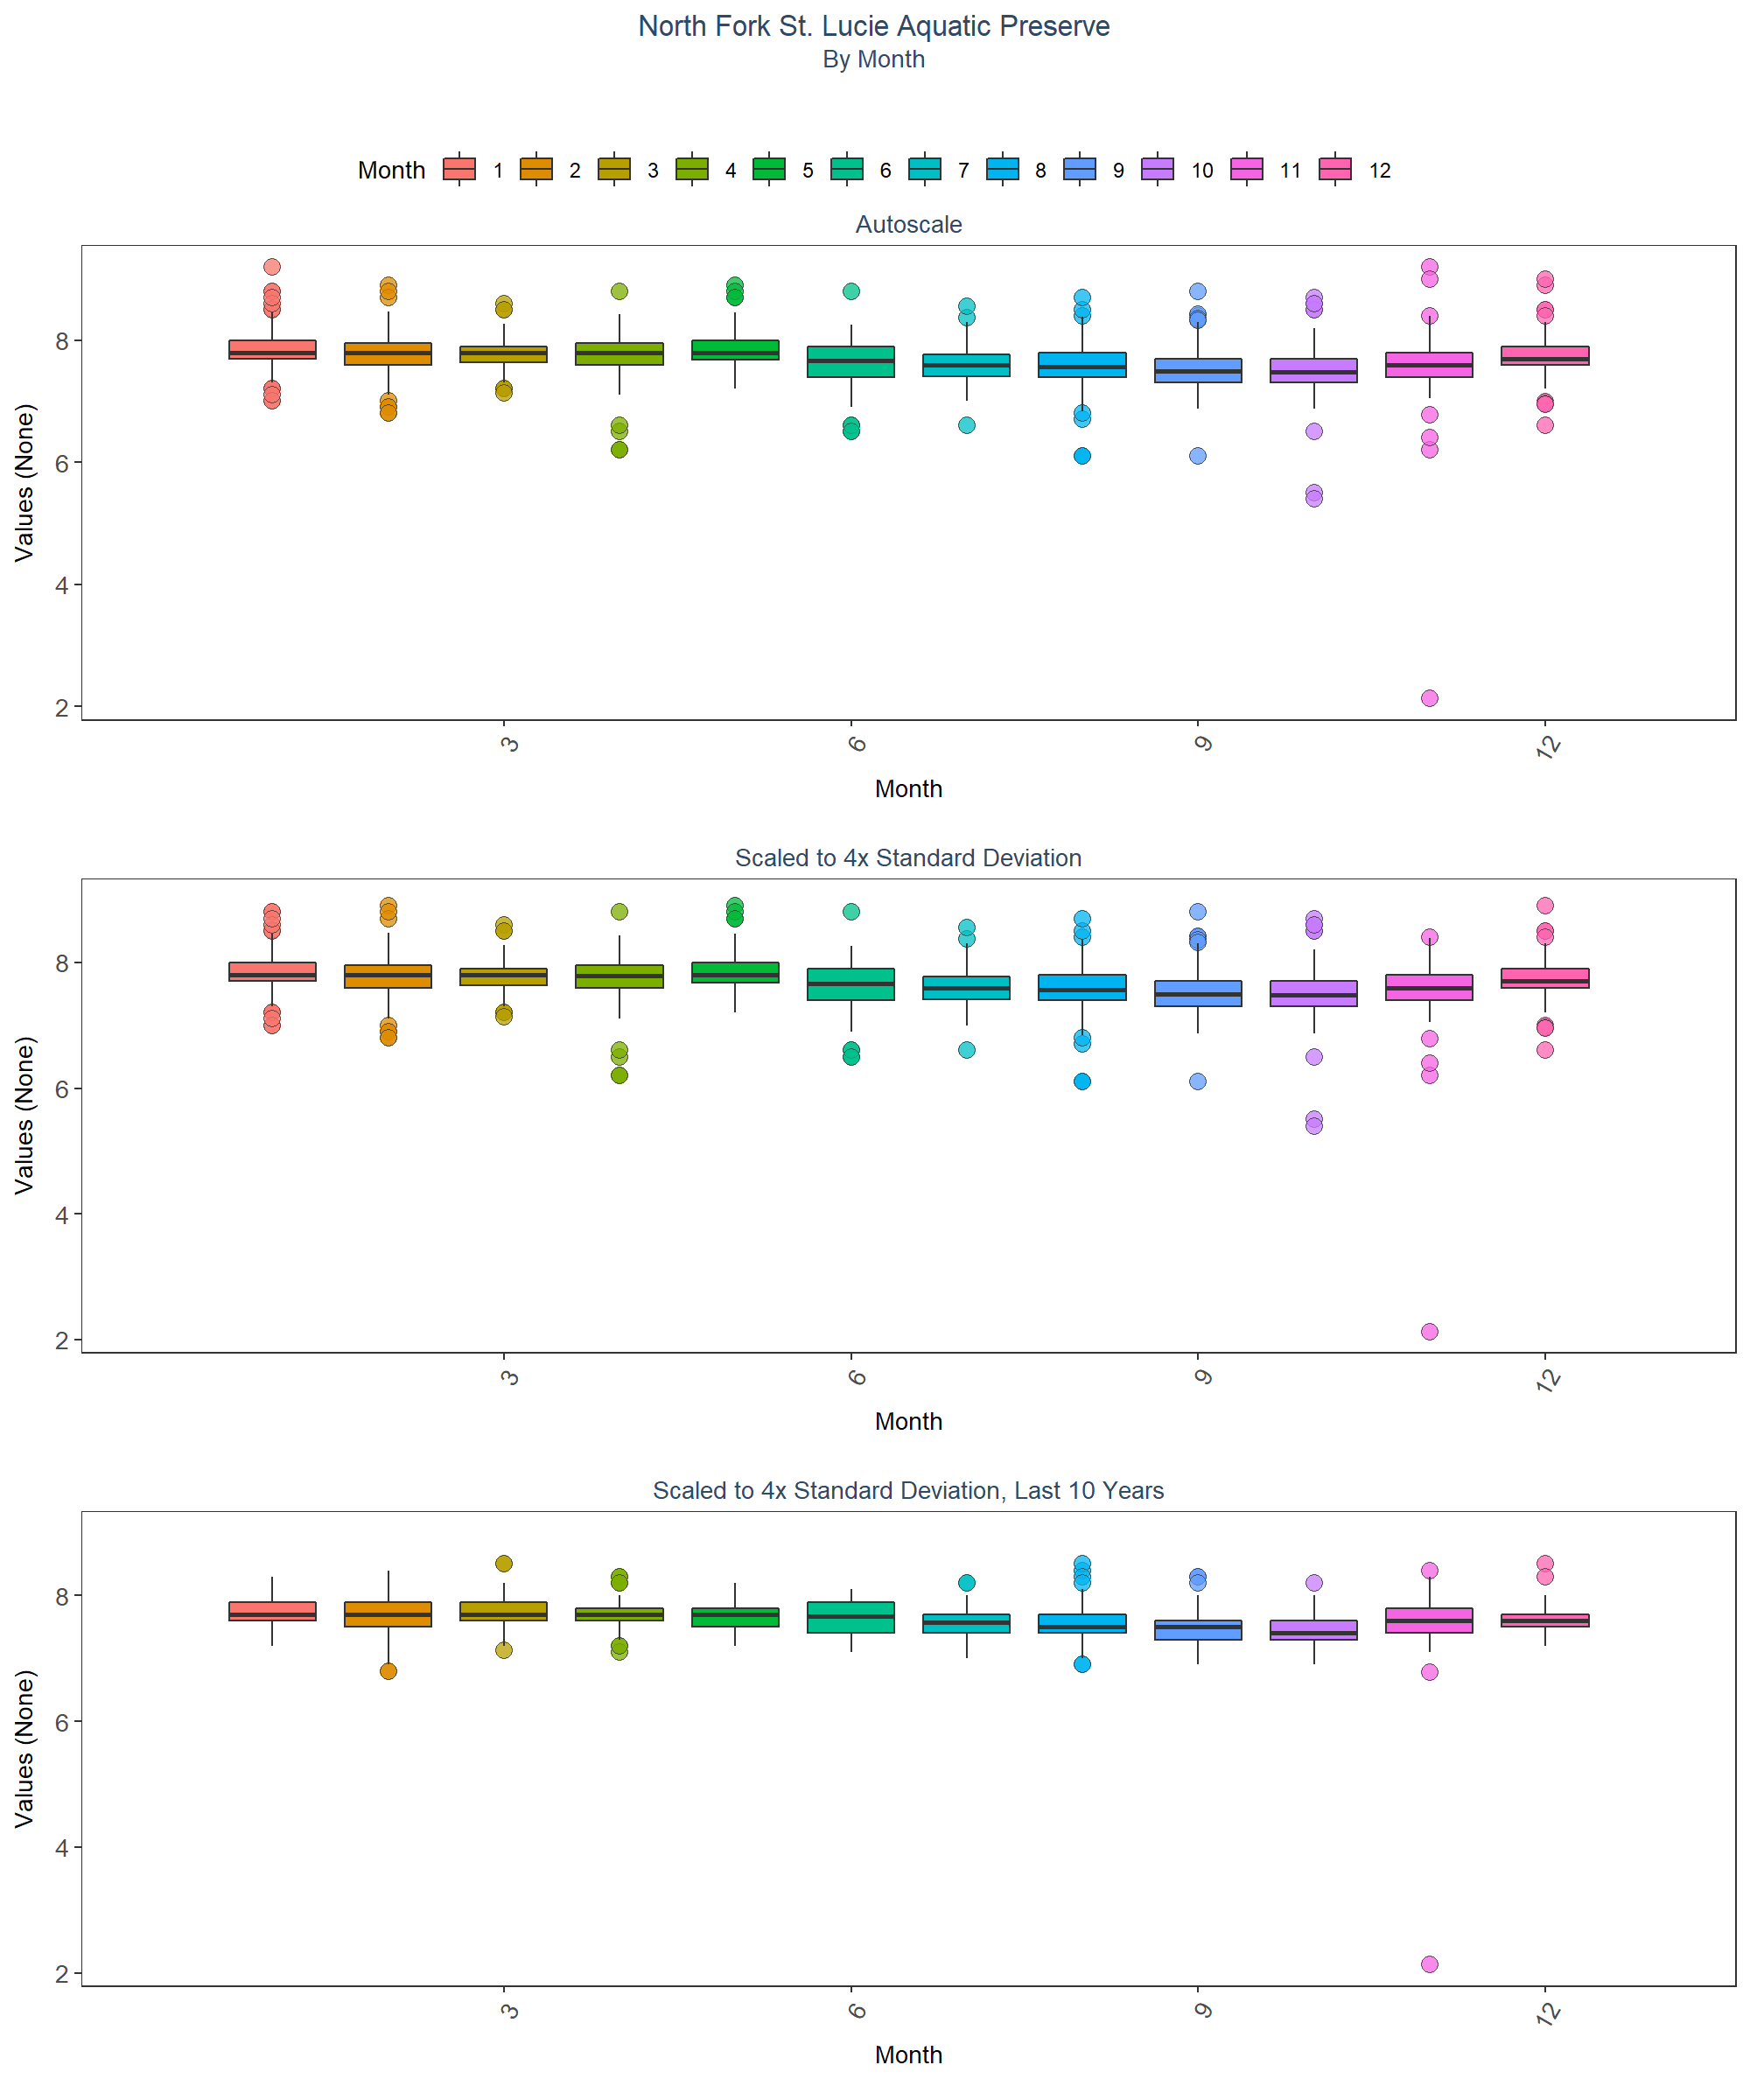 North Fork St. Lucie Aquatic Preserve
By Month
Month 1 2 3 4 5 6 7 8 9 10 11 12
Autoscale
Values (None)
8
6
4
2
3 6 9 12
Month
Scaled to 4x Standard Deviation
Values (None)
8
6
4
2
3 6 9 12
Month
Scaled to 4x Standard Deviation, Last 10 Years
Values (None)
8
6
4
2
3 6 9 12
Month